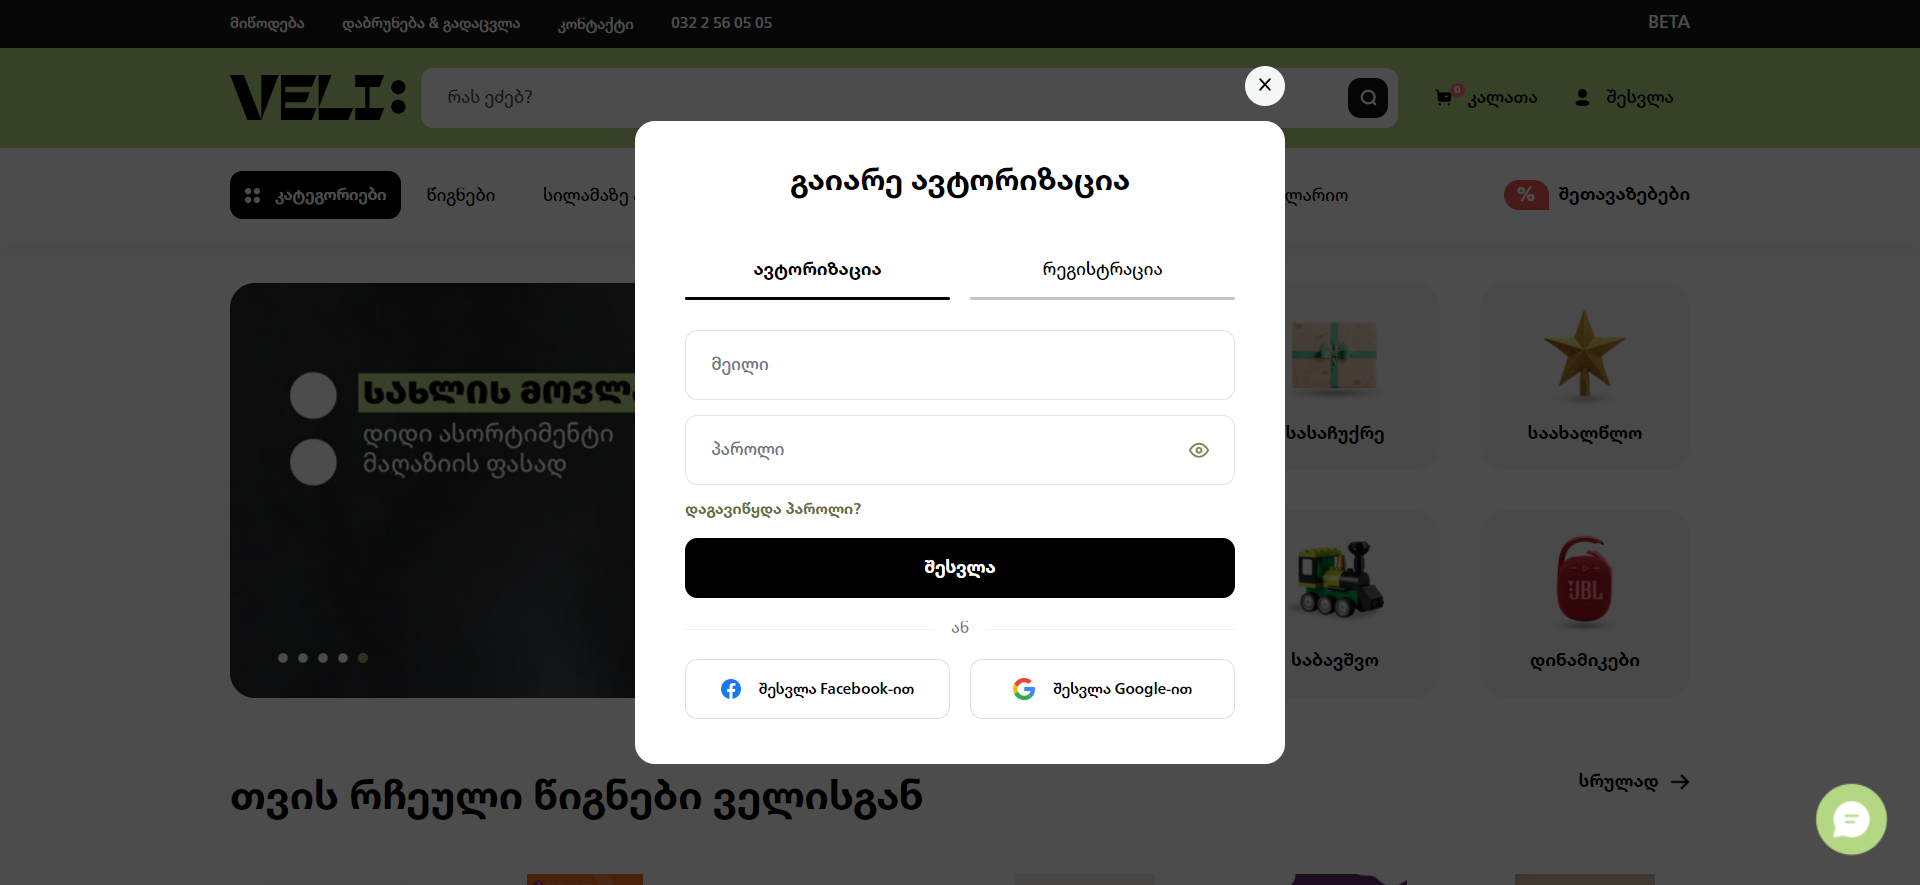 მიწოდება დაბრუნება & გადაცვლა კონტაქტი 032 2 56 05 05 BETA
VELI:
რას ეძებ?
0 კალათა შესვლა
კატეგორიები წიგნები სილამაზე % შეთავაზებები
გაიარე ავტორიზაცია
ავტორიზაცია რეგისტრაცია
მეილი
პაროლი
დაგავიწყდა პაროლი?
შესვლა
ან
შესვლა Facebook-ით შესვლა Google-ით
სახლის
დიდი ასორტიმენტი
მაღაზიის ფასად
სასაჩუქრე საახალწლო
JBL
საბავშვო დინამიკები
თვის რჩეული წიგნები ველისგან
სრულად